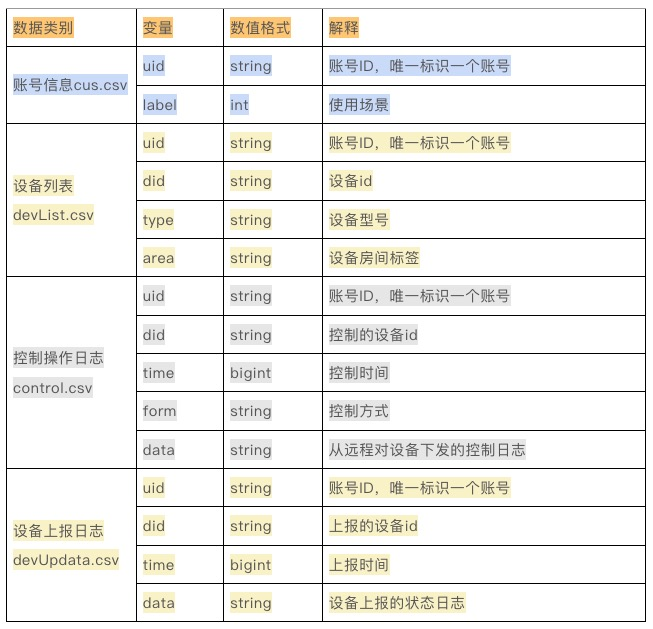 数据类别 变量 数值格式 解释
账号信息cus.csv
uid string 账号ID，唯一标识一个账号
label int 使用场景
设备列表
devList.csv
uid string 账号ID，唯一标识一个账号
did string 设备id
type string 设备型号
area string 设备房间标签
控制操作日志
control.csv
uid string 账号ID，唯一标识一个账号
did string 控制的设备id
time bigint 控制时间
form string 控制方式
data string 从远程对设备下发的控制日志
设备上报日志
devUpdata.csv
uid string 账号ID，唯一标识一个账号
did string 上报的设备id
time bigint 上报时间
data string 设备上报的状态日志